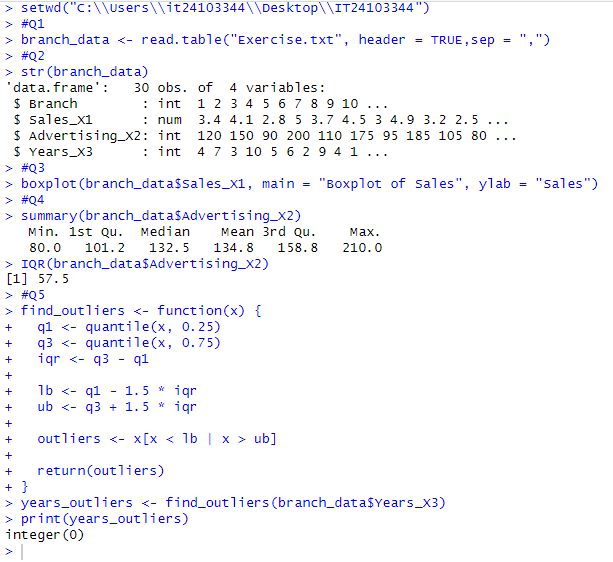 > setwd("C:\\Users\\it24103344\\Desktop\\IT24103344")
> #Q1
> branch_data <- read.table("Exercise.txt", header = TRUE,sep = ",")
> #Q2
> str(branch_data)
'data.frame':   30 obs. of  4 variables:
 $ Branch        : int  1 2 3 4 5 6 7 8 9 10 ...
 $ Sales_X1      : num  3.4 4.1 2.8 5 3.7 4.5 3 4.9 3.2 2.5 ...
 $ Advertising_X2: int  120 150 90 200 110 175 95 185 105 80 ...
 $ Years_X3      : int  4 7 3 10 5 6 2 9 4 1 ...
> #Q3
> boxplot(branch_data$Sales_X1, main = "Boxplot of Sales", ylab = "Sales")
> #Q4
> summary(branch_data$Advertising_X2)
   Min. 1st Qu.  Median    Mean 3rd Qu.    Max. 
   80.0   101.2   132.5   134.8   158.8   210.0 
> IQR(branch_data$Advertising_X2)
[1] 57.5
> #Q5
> find_outliers <- function(x) {
+   q1 <- quantile(x, 0.25)
+   q3 <- quantile(x, 0.75)
+   iqr <- q3 - q1
+
+   lb <- q1 - 1.5 * iqr
+   ub <- q3 + 1.5 * iqr
+
+   outliers <- x[x < lb | x > ub]
+
+   return(outliers)
+ }
> years_outliers <- find_outliers(branch_data$Years_X3)
> print(years_outliers)
integer(0)
>